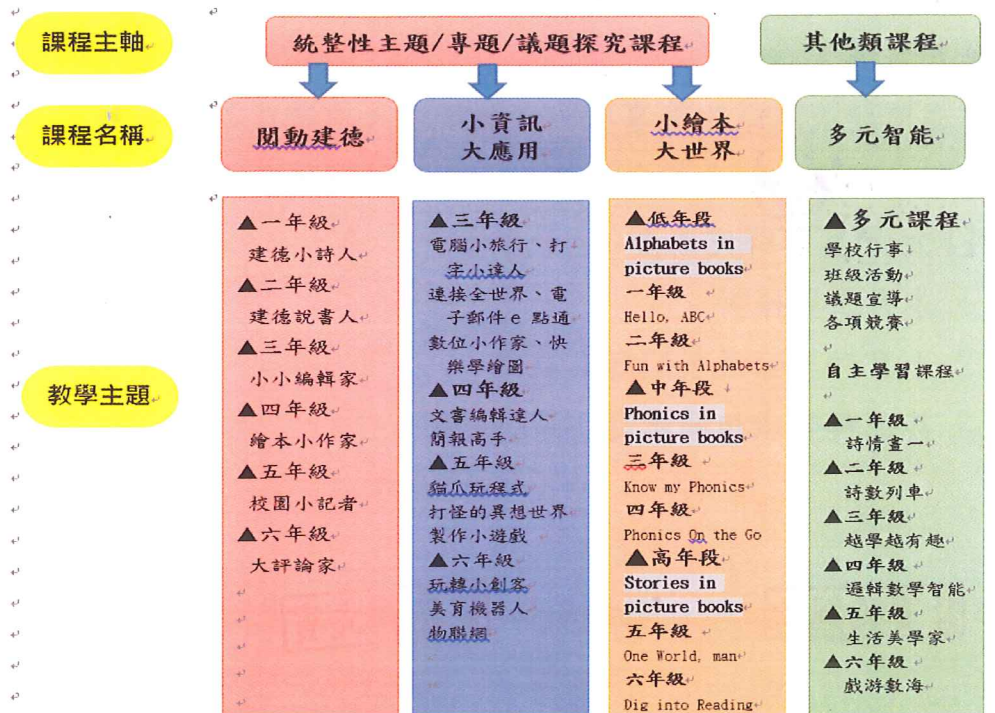 課程主軸
統整性主題/專題/議題探究課程
其他類課程
課程名稱
閱動建德
小資訊
大應用
小繪本
大世界
多元智能
教學主題
▲一年級
建德小詩人
▲二年級
建德說書人
▲三年級
小小編輯家
▲四年級
繪本小作家
▲五年級
校園小記者
▲六年級
大評論家
▲三年級
電腦小旅行、打
字小達人
連接全世界、電
子郵件 e 點通
數位小作家、快
樂學繪圖
▲四年級
文書編輯達人
簡報高手
▲五年級
貓爪玩程式
打怪的異想世界
製作小遊戲
▲六年級
玩轉小創客
美育機器人
物聯網
▲低年段
Alphabets in
picture books
一年級
Hello, ABC
二年級
Fun with Alphabets
▲中年段
Phonics in
picture books
三年級
Know my Phonics
四年級
Phonics On the Go
▲高年段
Stories in
picture books
五年級
One World, man
六年級
Dig into Reading
▲多元課程
學校行事
班級活動
議題宣導
各項競賽
自主學習課程
▲一年級
詩情畫一
▲二年級
詩數列車
▲三年級
越學越有趣
▲四年級
邏輯數學智能
▲五年級
生活美學家
▲六年級
戲游數海